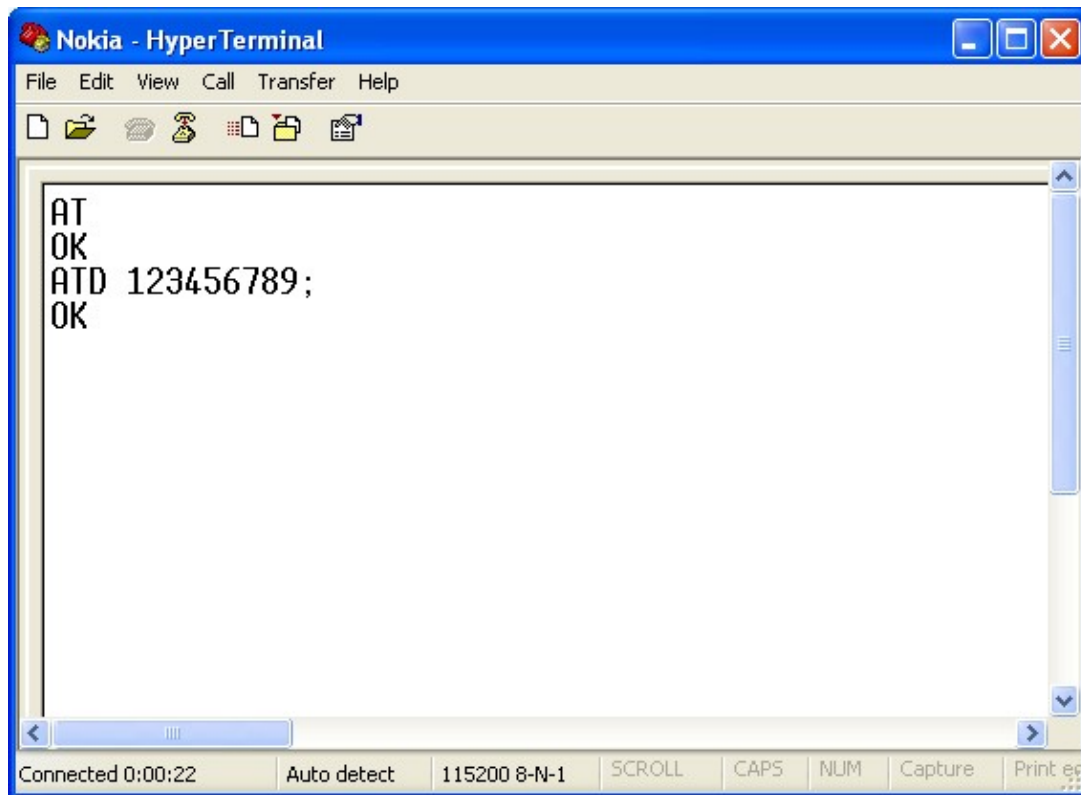 Nokia - HyperTerminal
File Edit View Call Transfer Help
AT
OK
ATD 123456789;
OK
Connected 0:00:22 Auto detect 115200 8-N-1 SCROLL CAPS NUM Capture Print